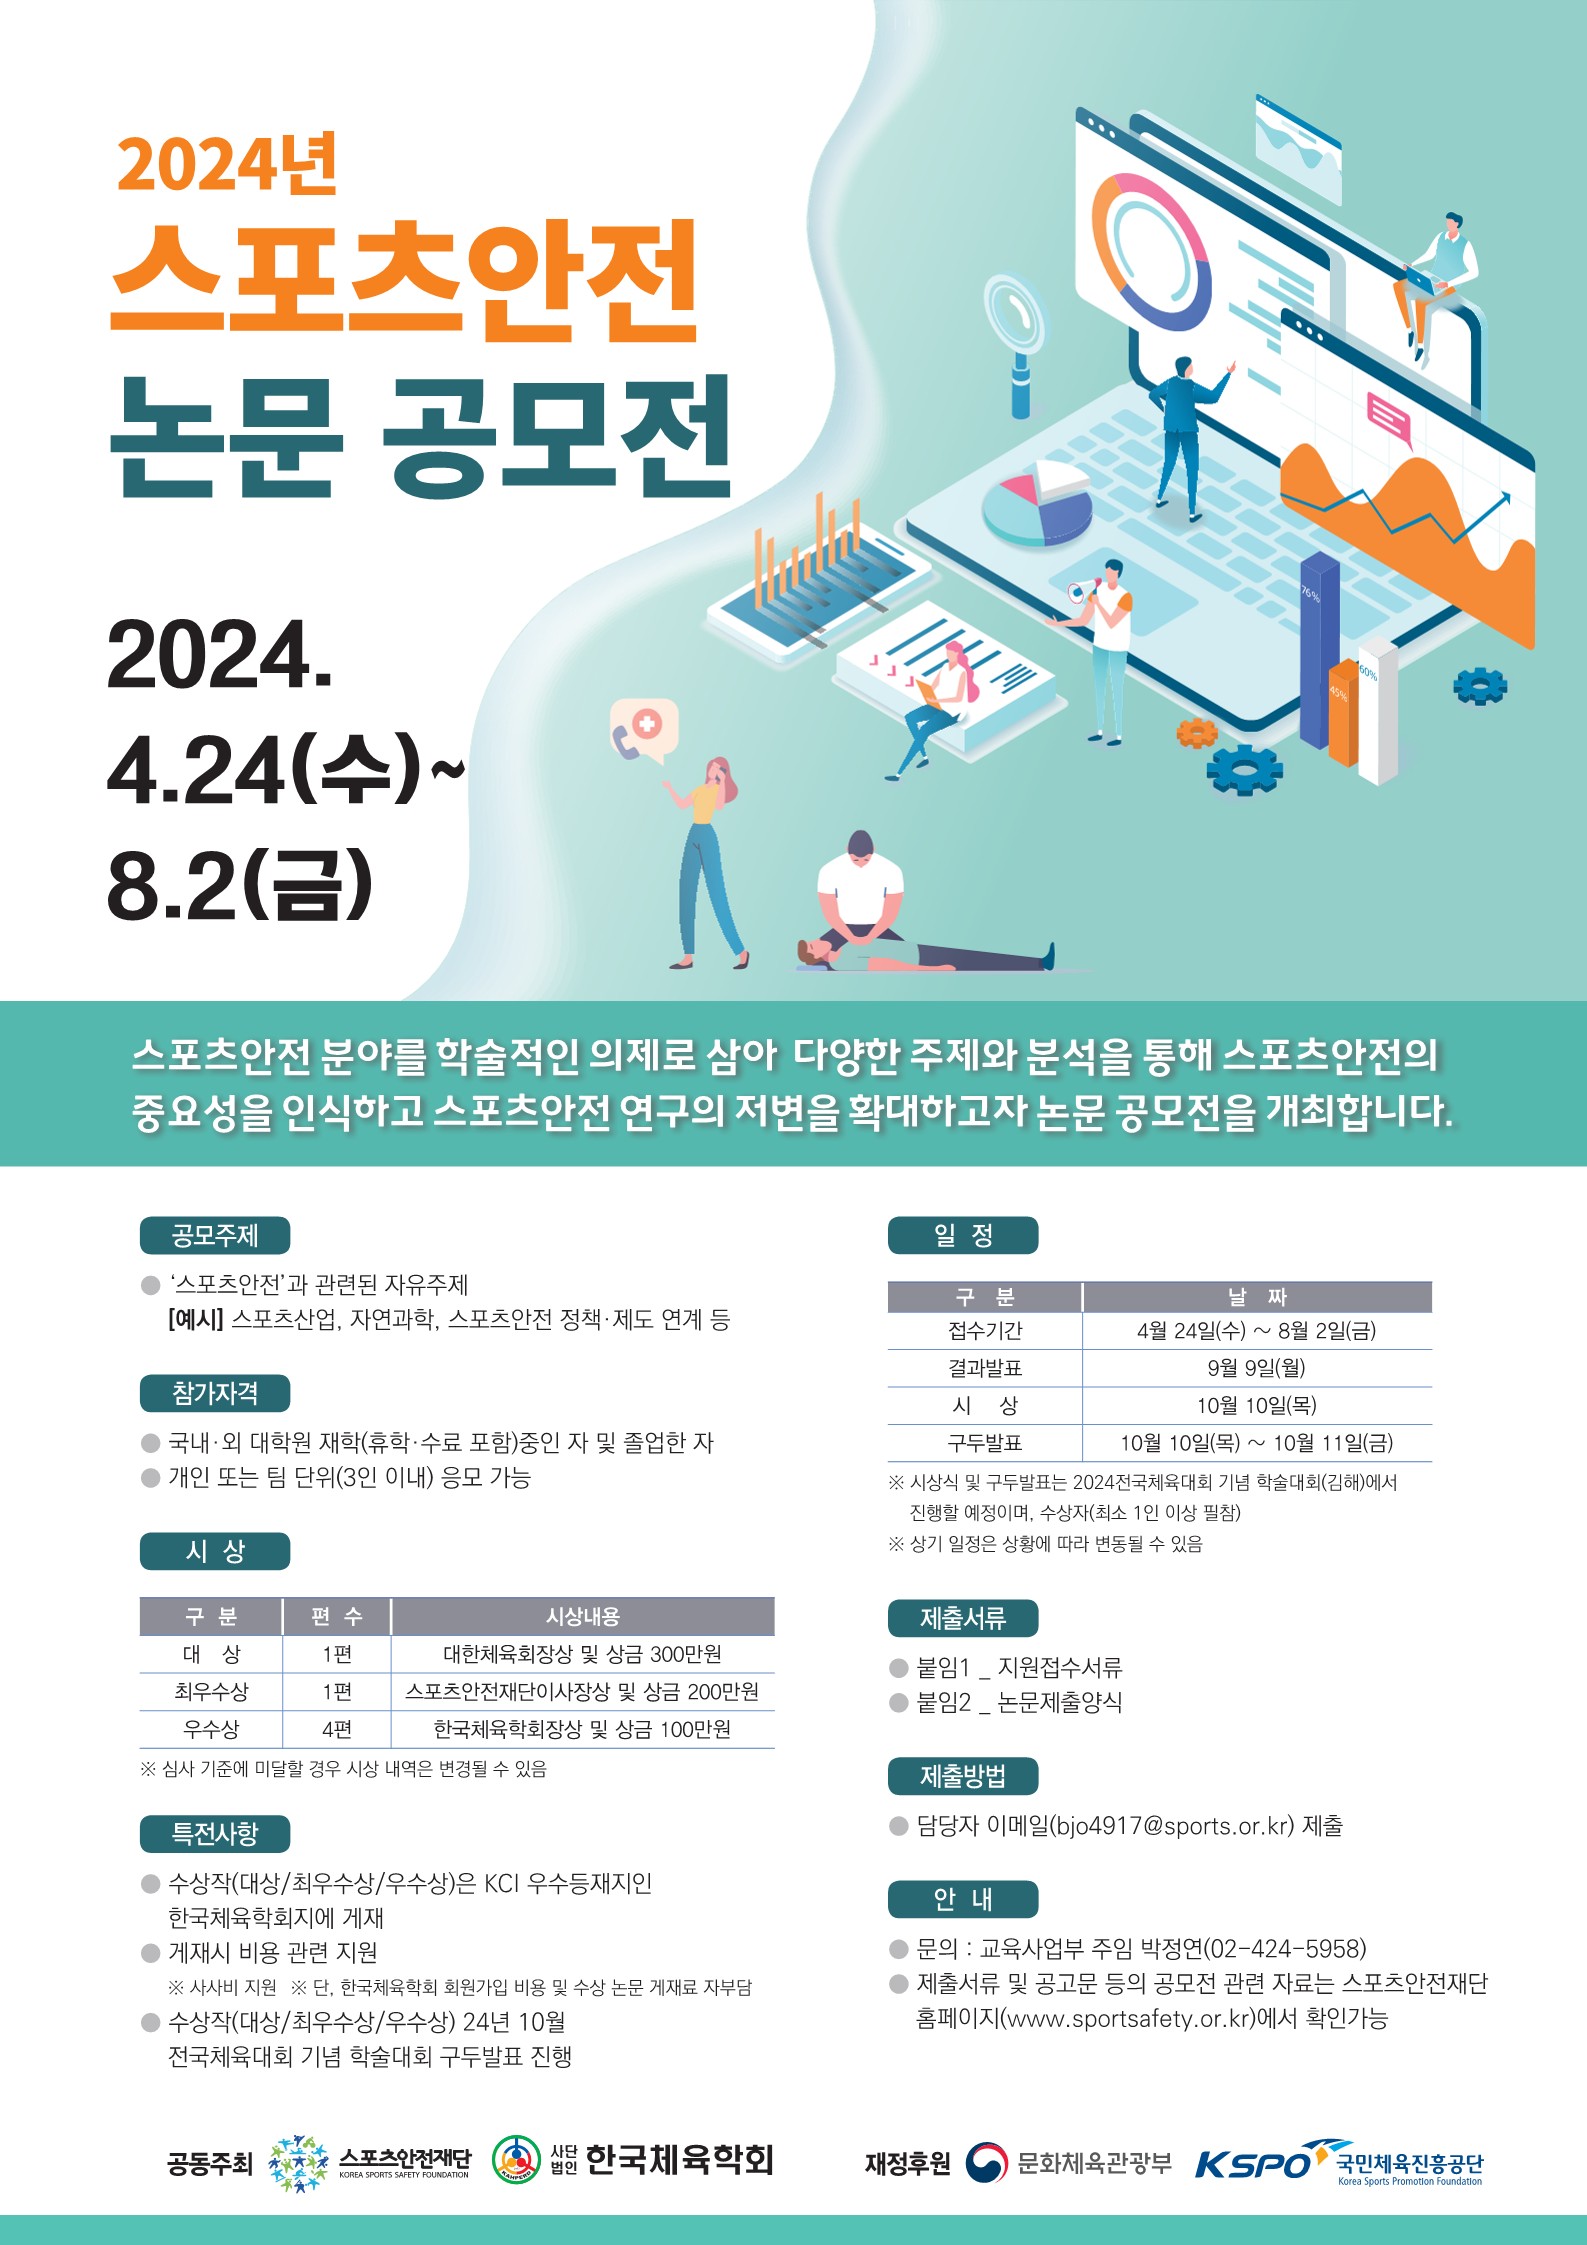 2024년
스포츠안전
논문 공모전
2024.
4.24(수)~
8.2(금)
76%
45%
60%
스포츠안전 분야를 학술적인 의제로 삼아 다양한 주제와 분석을 통해 스포츠안전의
중요성을 인식하고 스포츠안전 연구의 저변을 확대하고자 논문 공모전을 개최합니다.
공모주제
● ‘스포츠안전’과 관련된 자유주제
[예시] 스포츠산업, 자연과학, 스포츠안전 정책·제도 연계 등
참가자격
● 국내·외 대학원 재학(휴학·수료 포함)중인 자 및 졸업한 자
● 개인 또는 팀 단위(3인 이내) 응모 가능
시 상
구 분 편 수 시상내용
대 상 1편 대한체육회장상 및 상금 300만원
최우수상 1편 스포츠안전재단이사장상 및 상금 200만원
우수상 4편 한국체육학회장상 및 상금 100만원
※ 심사 기준에 미달할 경우 시상 내역은 변경될 수 있음
특전사항
● 수상작(대상/최우수상/우수상)은 KCI 우수등재지인
한국체육학회지에 게재
● 게재시 비용 관련 지원
※ 사사비 지원 ※ 단, 한국체육학회 회원가입 비용 및 수상 논문 게재료 자부담
● 수상작(대상/최우수상/우수상) 24년 10월
전국체육대회 기념 학술대회 구두발표 진행
일 정
구 분 날 짜
접수기간 4월 24일(수) ~ 8월 2일(금)
결과발표 9월 9일(월)
시 상 10월 10일(목)
구두발표 10월 10일(목) ~ 10월 11일(금)
※ 시상식 및 구두발표는 2024전국체육대회 기념 학술대회(김해)에서
진행할 예정이며, 수상자(최소 1인 이상 필참)
※ 상기 일정은 상황에 따라 변동될 수 있음
제출서류
● 붙임1 _ 지원접수서류
● 붙임2 _ 논문제출양식
제출방법
● 담당자 이메일(bjo4917@sports.or.kr) 제출
안 내
● 문의 : 교육사업부 주임 박정연(02-424-5958)
● 제출서류 및 공고문 등의 공모전 관련 자료는 스포츠안전재단
홈페이지(www.sportsafety.or.kr)에서 확인가능
공동주최 스포츠안전재단
KOREA SPORTS SAFETY FOUNDATION
KAHPERD
사단법인 한국체육학회
재정후원 문화체육관광부
KSPO 국민체육진흥공단
Korea Sports Promotion Foundation